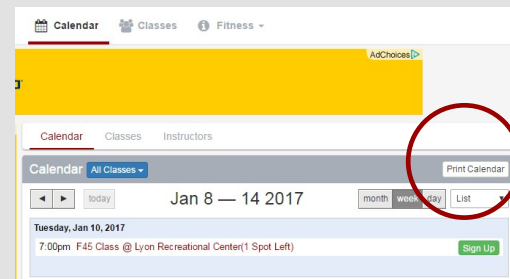 Calendar Classes Fitness
AdChoices
Calendar Classes Instructors
Calendar All Classes Print Calendar
today Jan 8 — 14 2017 month week day List
Tuesday, Jan 10, 2017
7:00pm F45 Class @ Lyon Recreational Center(1 Spot Left) Sign Up